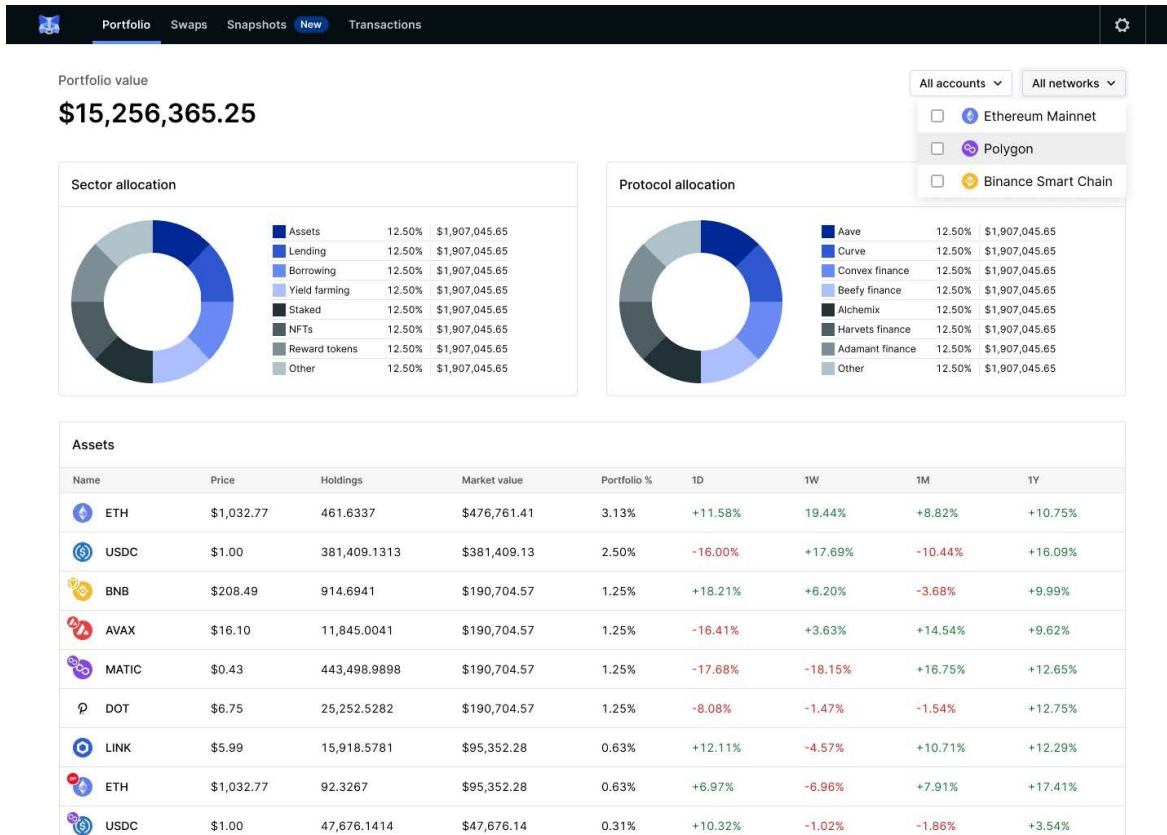 Portfolio Swaps Snapshots New Transactions
Portfolio value
$15,256,365.25
All accounts All networks
Ethereum Mainnet
Polygon
Binance Smart Chain
Sector allocation
Assets 12.50% $1,907,045.65
Lending 12.50% $1,907,045.65
Borrowing 12.50% $1,907,045.65
Yield farming 12.50% $1,907,045.65
Staked 12.50% $1,907,045.65
NFTs 12.50% $1,907,045.65
Reward tokens 12.50% $1,907,045.65
Other 12.50% $1,907,045.65
Protocol allocation
Aave 12.50% $1,907,045.65
Curve 12.50% $1,907,045.65
Convex finance 12.50% $1,907,045.65
Beefy finance 12.50% $1,907,045.65
Alchemix 12.50% $1,907,045.65
Harvets finance 12.50% $1,907,045.65
Adamant finance 12.50% $1,907,045.65
Other 12.50% $1,907,045.65
Assets
Name Price Holdings Market value Portfolio % 1D 1W 1M 1Y
ETH $1,032.77 461.6337 $476,761.41 3.13% +11.58% 19.44% +8.82% +10.75%
USDC $1.00 381,409.1313 $381,409.13 2.50% -16.00% +17.69% -10.44% +16.09%
BNB $208.49 914.6941 $190,704.57 1.25% +18.21% +6.20% -3.68% +9.99%
AVAX $16.10 11,845.0041 $190,704.57 1.25% -16.41% +3.63% +14.54% +9.62%
MATIC $0.43 443,498.9898 $190,704.57 1.25% -17.68% -18.15% +16.75% +12.65%
DOT $6.75 25,252.5282 $190,704.57 1.25% -8.08% -1.47% -1.54% +12.75%
LINK $5.99 15,918.5781 $95,352.28 0.63% +12.11% -4.57% +10.71% +12.29%
OP
ETH $1,032.77 92.3267 $95,352.28 0.63% +6.97% -6.96% +7.91% +17.41%
USDC $1.00 47,676.1414 $47,676.14 0.31% +10.32% -1.02% -1.86% +3.54%